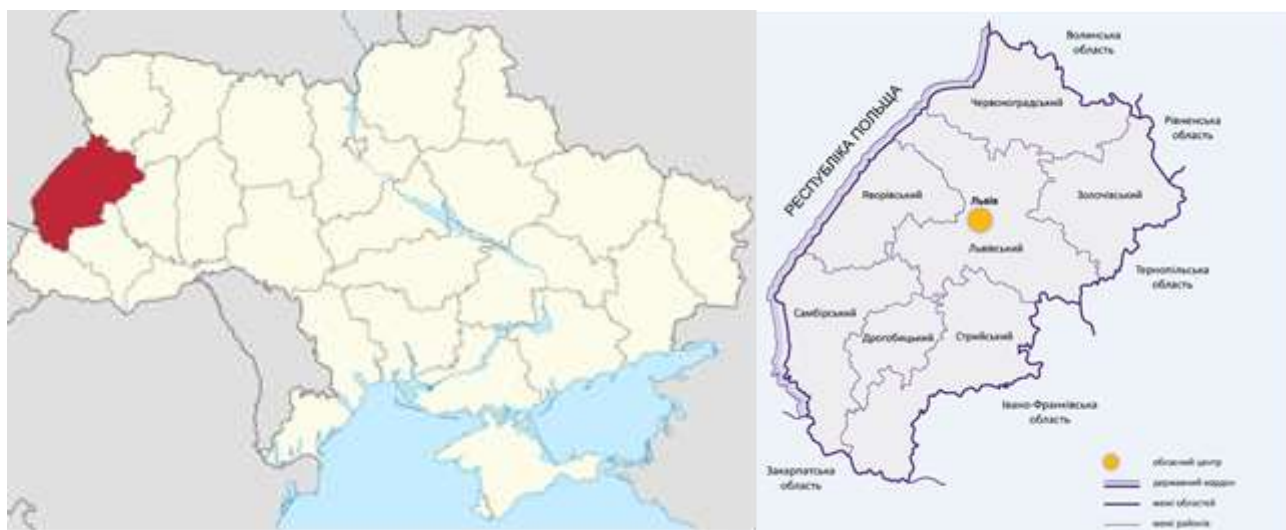 Волинська
область
Червоноградський
Рівненська
область
РЕСПУБЛІКА ПОЛЬЩА
Яворівський
Львів
Золочівський
Львівський
Тернопільська
область
Самбірський
Дрогобицький
Стрийський
Івано-Франківська
область
Закарпатська
область
обласний центр
державний кордон
межі областей
межі районів